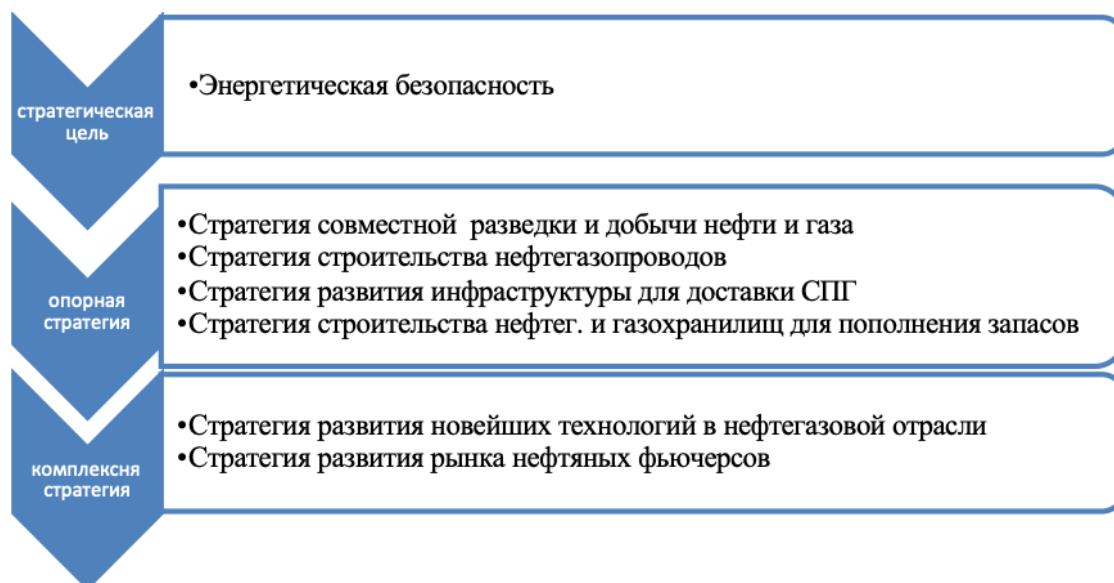 стратегическая
цель
•Энергетическая безопасность
опорная
стратегия
•Стратегия совместной разведки и добычи нефти и газа
•Стратегия строительства нефтегазопроводов
•Стратегия развития инфраструктуры для доставки СПГ
•Стратегия строительства нефтег. и газохранилищ для пополнения запасов
комплексня
стратегия
•Стратегия развития новейших технологий в нефтегазовой отрасли
•Стратегия развития рынка нефтяных фьючерсов